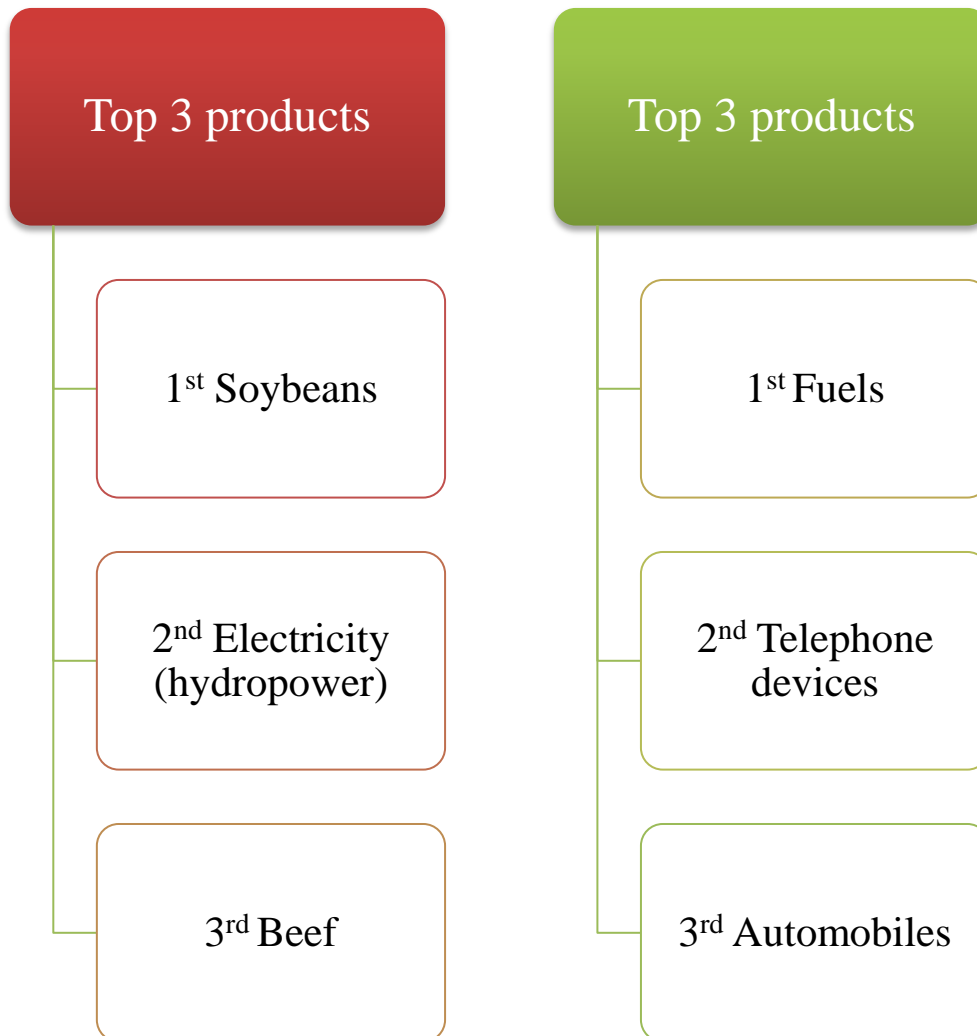 Top 3 products
1st Soybeans
2nd Electricity
(hydropower)
3rd Beef
Top 3 products
1st Fuels
2nd Telephone
devices
3rd Automobiles